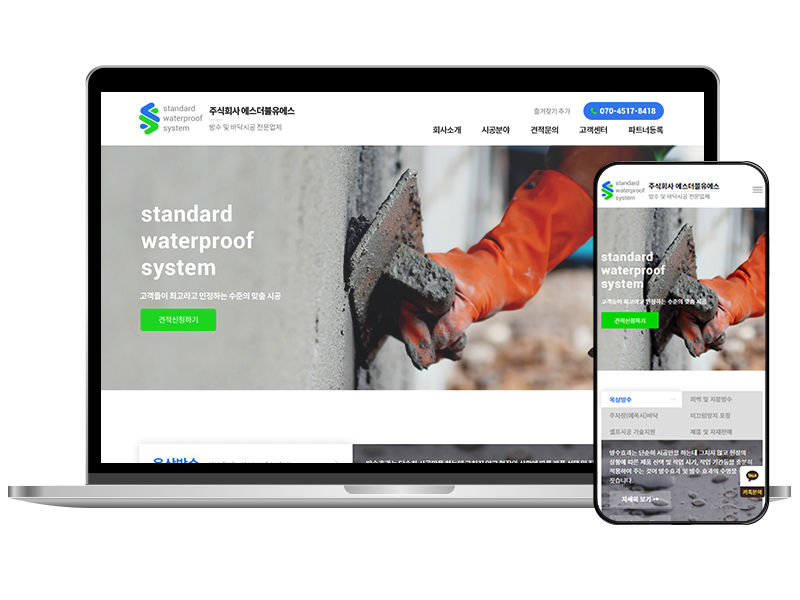 standard
waterproof
system
주식회사 에스더블유에스
방수 및 바닥시공 전문업체
즐겨찾기 추가
070-4517-8418
회사소개 시공분야 견적문의 고객센터 파트너등록
standard
waterproof
system
고객들이 최고라고 인정하는 수준의 맞춤 시공
견적신청하기
옥상방수
standard
waterproof
system
주식회사 에스더블유에스
방수 및 바닥시공 전문업체
standard
waterproof
system
고객들이 최고라고 인정하는 수준의 맞춤 시공
견적신청하기
옥상방수 → 외벽 및 지붕방수
주차장(에폭시)바닥 미끄럼방지 포장
셀프시공 기술지원 제품 및 자재판매
방수효과는 단순히 시공만을 하는데 그치지 않고 현장의
상황에 따른 제품 선택 및 작업 시기, 작업 기간등을 충분히
적용하여 주는 것이 방수효과 및 방수 효과의 수명을
짓습니다.
자세히 보기 →
TALK
카톡문의